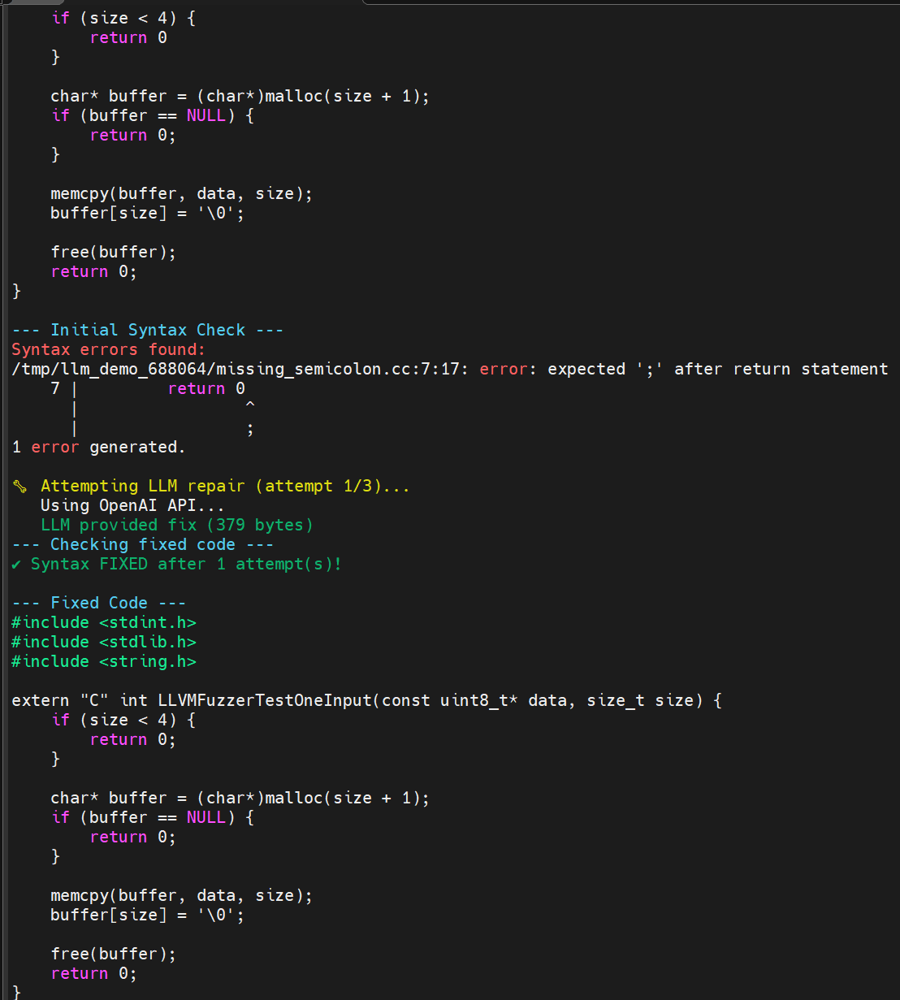 if (size < 4) {
        return 0
    }

    char* buffer = (char*)malloc(size + 1);
    if (buffer == NULL) {
        return 0;
    }

    memcpy(buffer, data, size);
    buffer[size] = '\0';

    free(buffer);
    return 0;
}

--- Initial Syntax Check ---
Syntax errors found:
/tmp/llm_demo_688064/missing_semicolon.cc:7:17: error: expected ';' after return statement
    7 |         return 0
      |                 ^
      |                 ;
1 error generated.

🔧 Attempting LLM repair (attempt 1/3)...
   Using OpenAI API...
   LLM provided fix (379 bytes)
--- Checking fixed code ---
✔ Syntax FIXED after 1 attempt(s)!

--- Fixed Code ---
#include <stdint.h>
#include <stdlib.h>
#include <string.h>

extern "C" int LLVMFuzzerTestOneInput(const uint8_t* data, size_t size) {
    if (size < 4) {
        return 0;
    }

    char* buffer = (char*)malloc(size + 1);
    if (buffer == NULL) {
        return 0;
    }

    memcpy(buffer, data, size);
    buffer[size] = '\0';

    free(buffer);
    return 0;
}